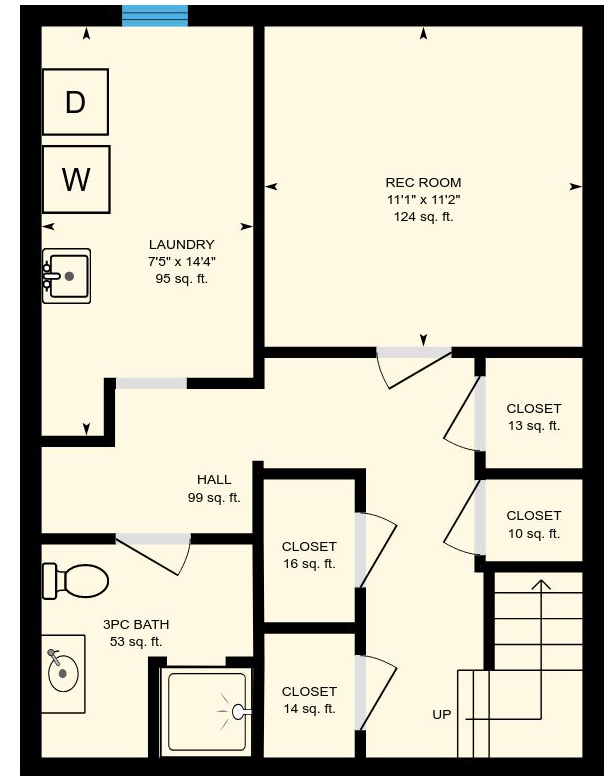 D
W
REC ROOM
11'1" x 11'2"
124 sq. ft.
LAUNDRY
7'5" x 14'4"
95 sq. ft.
CLOSET
13 sq. ft.
HALL
99 sq. ft.
CLOSET
10 sq. ft.
CLOSET
16 sq. ft.
3PC BATH
53 sq. ft.
CLOSET
14 sq. ft.
UP